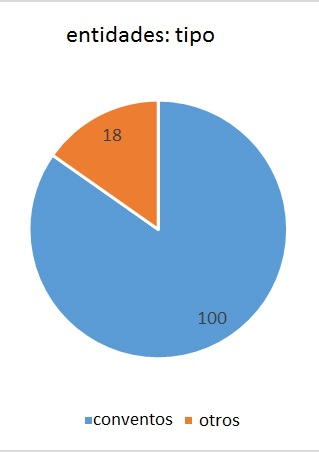 entidades: tipo
18
100
conventos otros